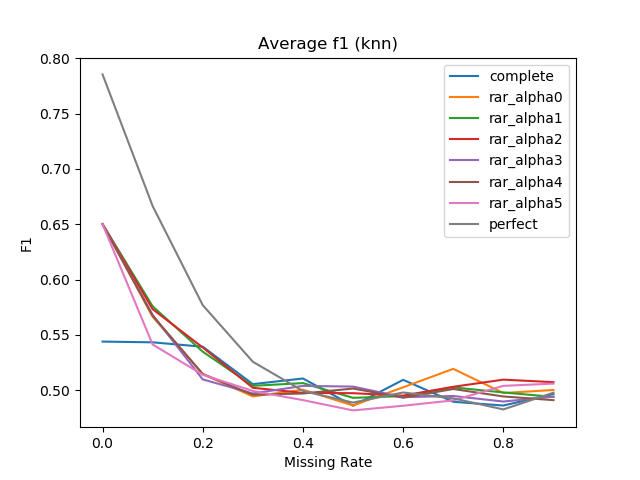 Average f1 (knn)
0.80
0.75
0.70
0.65
0.60
0.55
0.50
F1
complete
rar_alpha0
rar_alpha1
rar_alpha2
rar_alpha3
rar_alpha4
rar_alpha5
perfect
0.0 0.2 0.4 0.6 0.8
Missing Rate